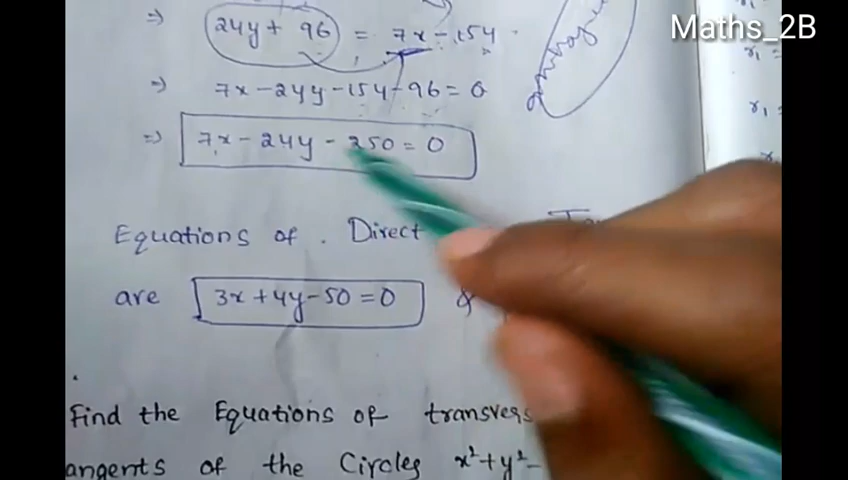 Maths_2B
=) 24y + 96 = 7x - 154
=) 7x - 24y - 154 - 96 = 0
=) 7x - 24y - 250 = 0
Equations of . Direct
are 3x + 4y - 50 = 0 &
Find the Equations of transvers
angents of the Circles x² + y² -